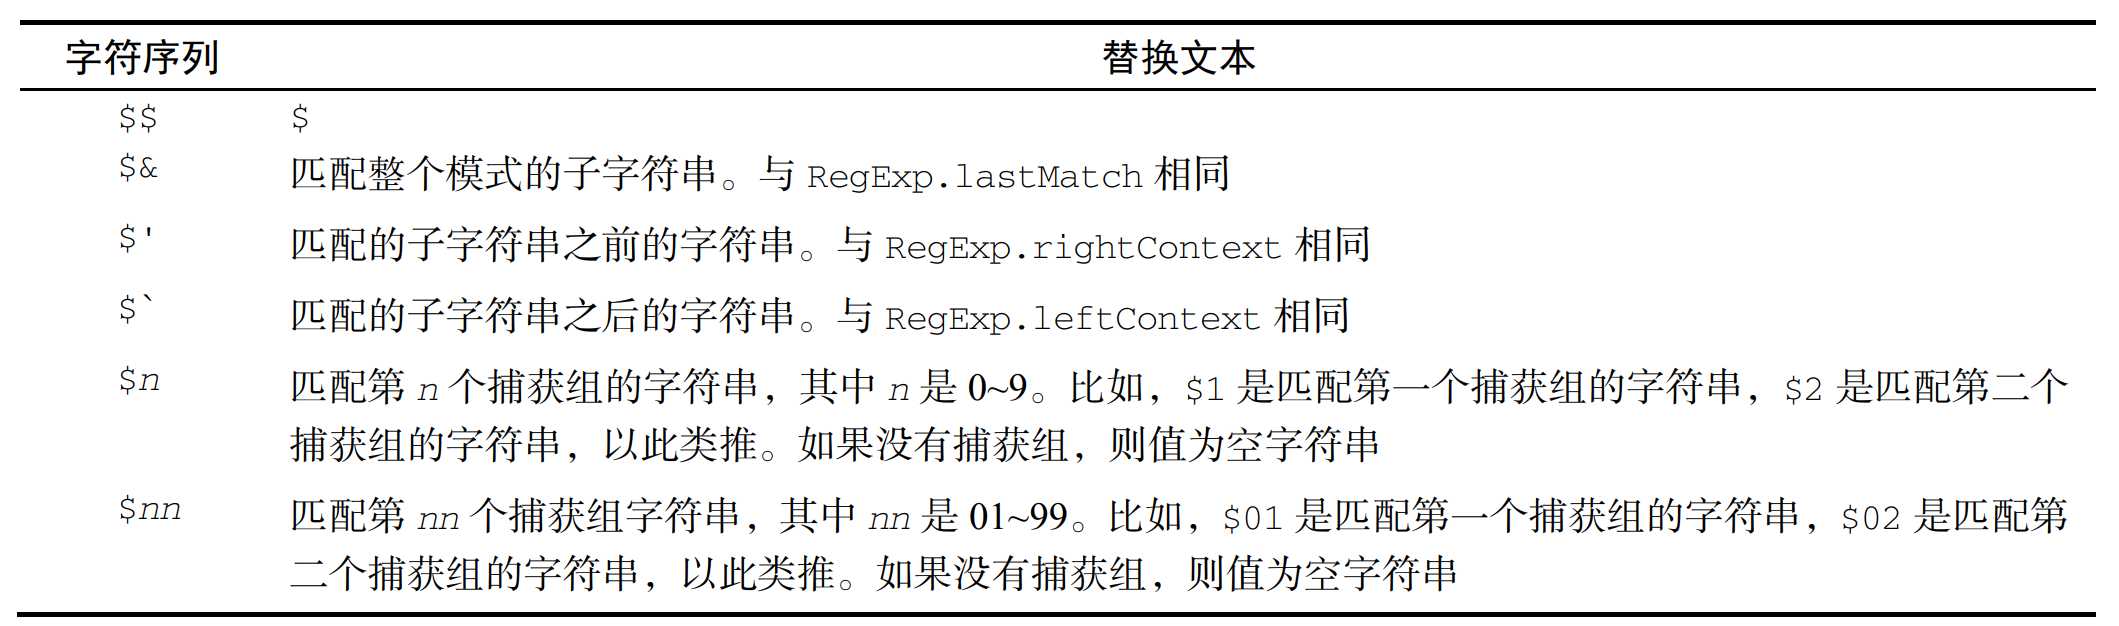 字符序列 替换文本
$$ $
$& 匹配整个模式的子字符串。与 RegExp.lastMatch 相同
$' 匹配的子字符串之前的字符串。与 RegExp.rightContext 相同
$` 匹配的子字符串之后的字符串。与 RegExp.leftContext 相同
$n 匹配第 n 个捕获组的字符串，其中 n 是 0~9。比如，$1 是匹配第一个捕获组的字符串，$2 是匹配第二个
捕获组的字符串，以此类推。如果没有捕获组，则值为空字符串
$nn 匹配第 nn 个捕获组字符串，其中 nn 是 01~99。比如，$01 是匹配第一个捕获组的字符串，$02 是匹配第
二个捕获组的字符串，以此类推。如果没有捕获组，则值为空字符串